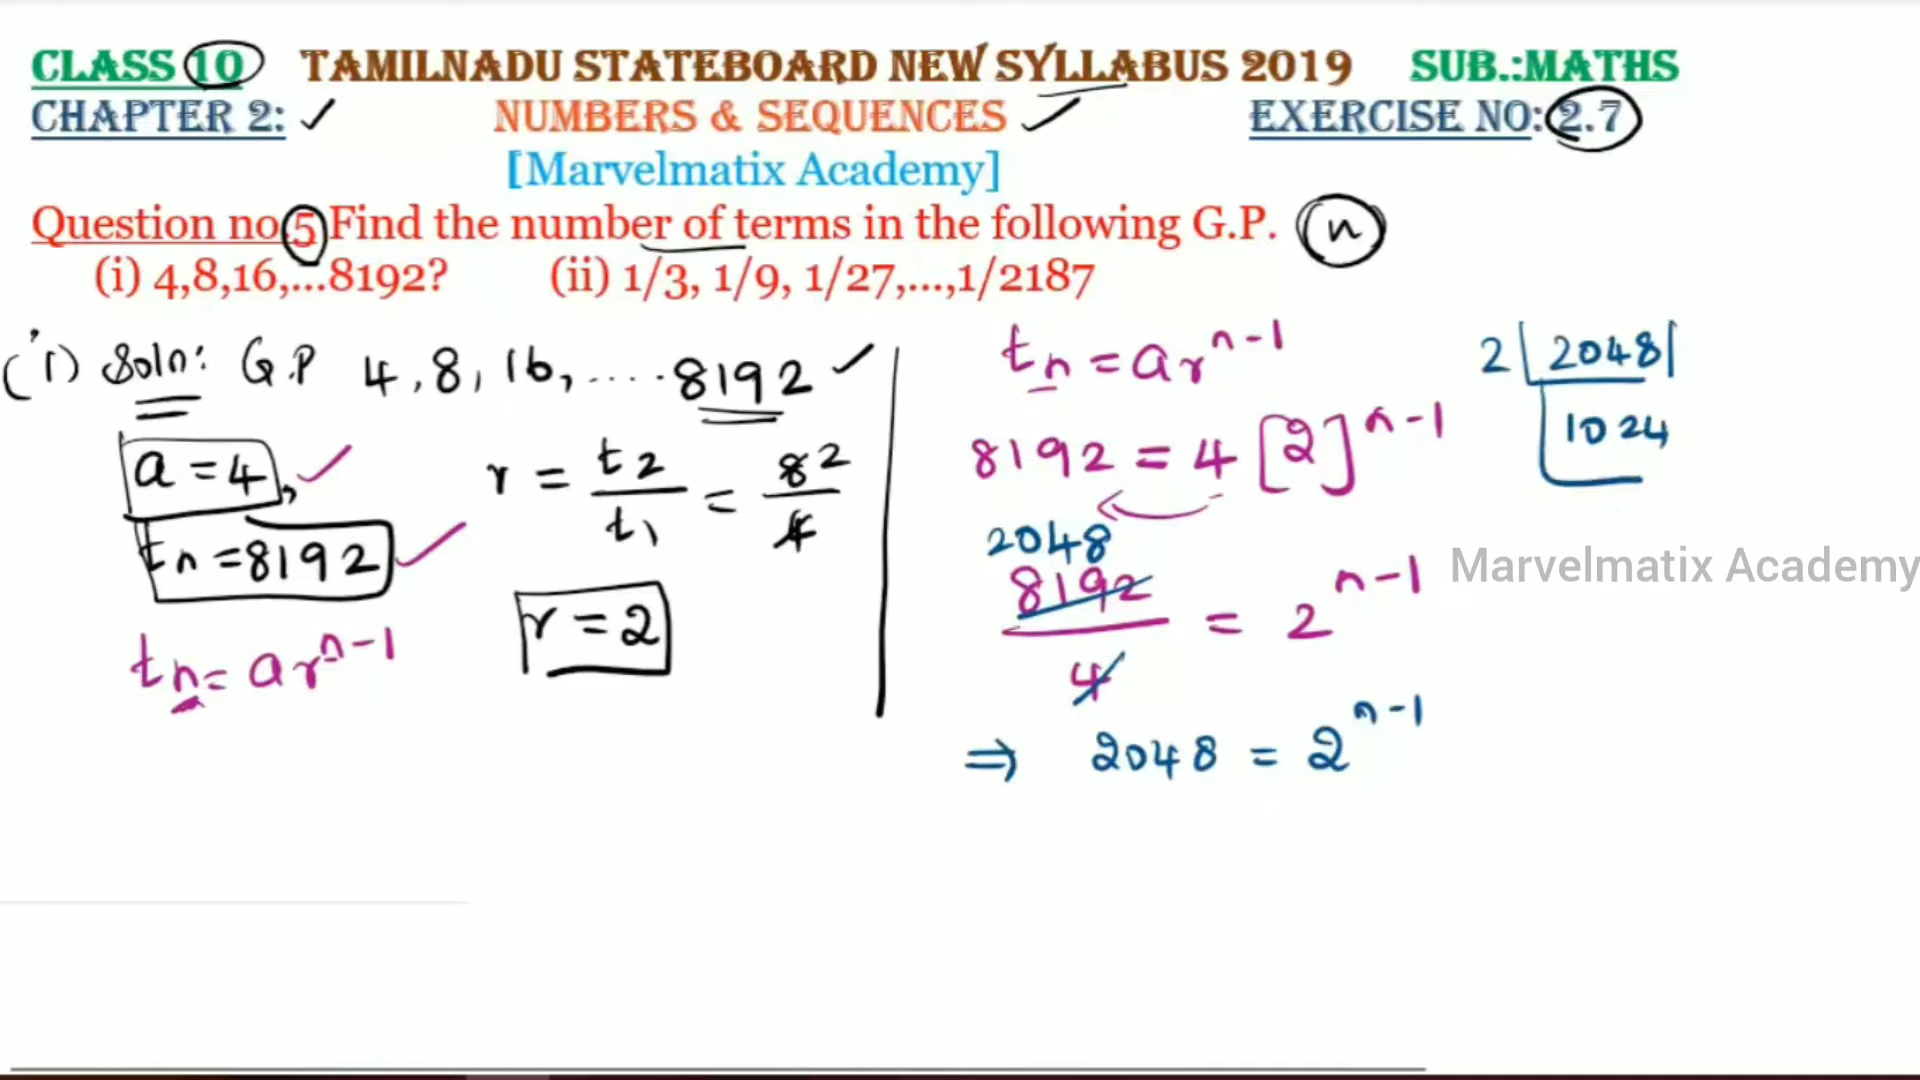 CLASS 10 TAMILNADU STATEBOARD NEW SYLLABUS 2019 SUB.:MATHS
CHAPTER 2: ✓ NUMBERS & SEQUENCES ✓ EXERCISE NO: 2.7
[Marvelmatix Academy]
Question no 5 Find the number of terms in the following G.P. n
(i) 4,8,16,...8192? (ii) 1/3, 1/9, 1/27,...,1/2187
(i) Soln: G.P 4, 8, 16, .....8192 ✓
a = 4, ✓
tn = 8192 ✓
tn = ar^n-1
r = t2/t1 = 8/4 2
r = 2
tn = ar^n-1
8192 = 4 [2]^n-1
2048
8192/4 = 2^n-1
⇒ 2048 = 2^n-1
2 | 2048
1024
Marvelmatix Academy